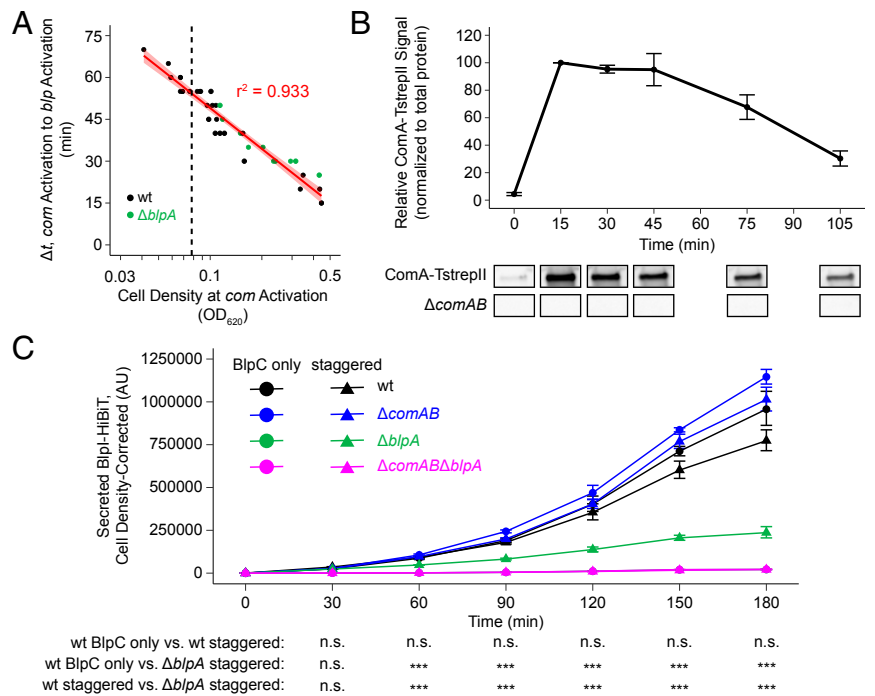 A
Δt, com Activation to blp Activation
(min)
75
60
45
30
15
0
r² = 0.933
wt
ΔblpA
0.03
0.1
0.5
Cell Density at com Activation
(OD₆₂₀)
B
Relative ComA-TstrepII Signal
(normalized to total protein)
120
100
80
60
40
20
0
0 15 30 45 60 75 90 105
Time (min)
ComA-TstrepII
ΔcomAB
C
Secreted BlpI-HiBiT,
Cell Density-Corrected (AU)
1250000
1000000
750000
500000
250000
0
BlpC only staggered
wt
ΔcomAB
ΔblpA
ΔcomABΔblpA
0 30 60 90 120 150 180
Time (min)
wt BlpC only vs. wt staggered: n.s. n.s. n.s. n.s. n.s. n.s.
wt BlpC only vs. ΔblpA staggered: n.s. *** *** *** *** ***
wt staggered vs. ΔblpA staggered: n.s. *** *** *** *** ***